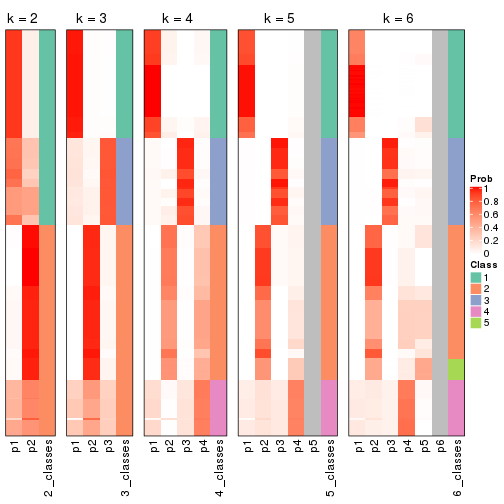 k = 2
k = 3
k = 4
k = 5
k = 6
Prob
1
0.8
0.6
0.4
0.2
0
Class
1
2
3
4
5
p1
p2
2_classes
p1
p2
p3
3_classes
p1
p2
p3
p4
4_classes
p1
p2
p3
p4
p5
5_classes
p1
p2
p3
p4
p5
p6
6_classes